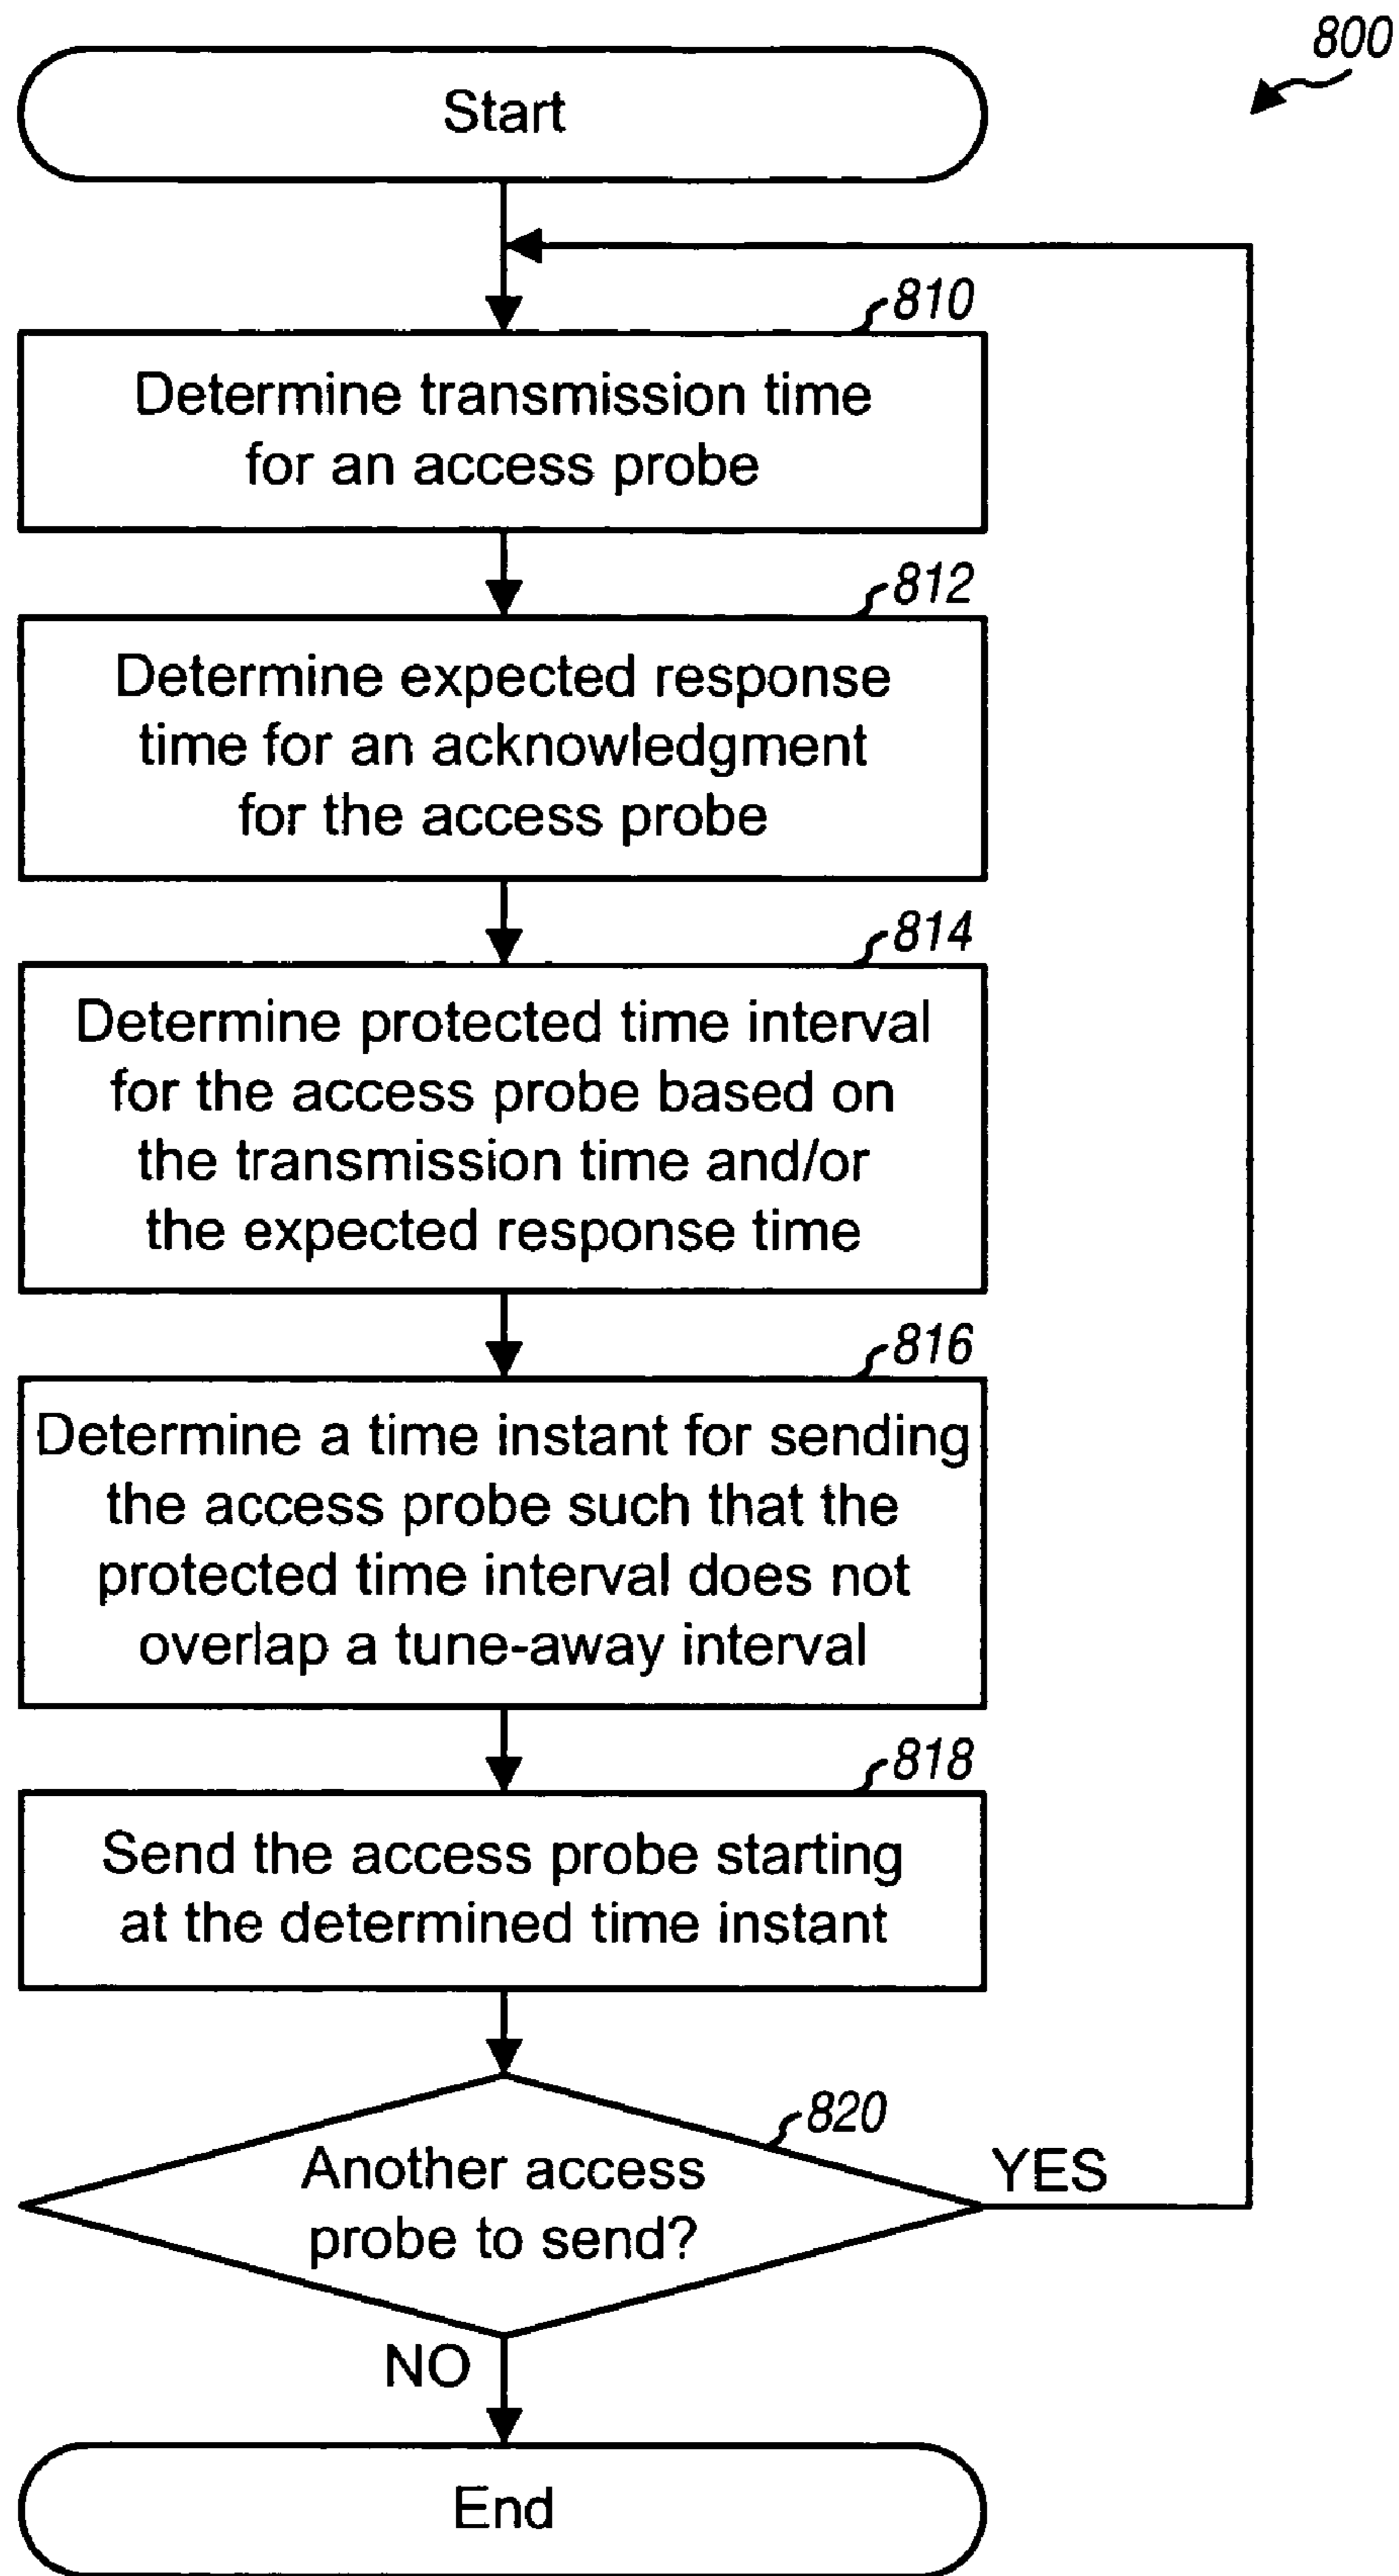 800
Start
810
Determine transmission time
for an access probe
812
Determine expected response
time for an acknowledgment
for the access probe
814
Determine protected time interval
for the access probe based on
the transmission time and/or
the expected response time
816
Determine a time instant for sending
the access probe such that the
protected time interval does not
overlap a tune-away interval
818
Send the access probe starting
at the determined time instant
820
Another access
probe to send?
YES
NO
End